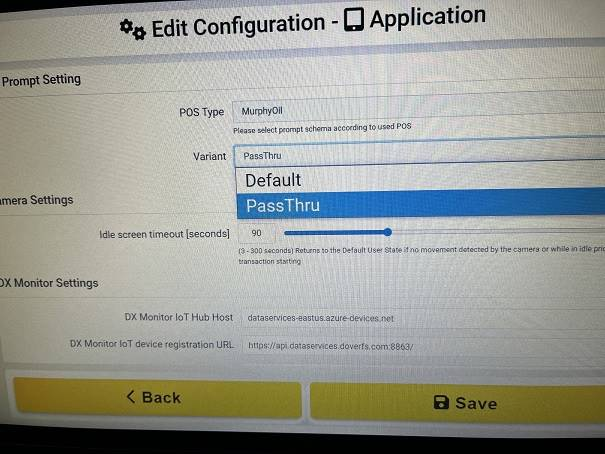 Edit Configuration - Application
Prompt Setting
POS Type MurphyOil
Please select prompt schema according to used POS
Variant PassThru
Default
PassThru
mera Settings
Idle screen timeout [seconds] 90
(3 - 300 seconds) Returns to the Default User State if no movement detected by the camera or while in idle
transaction starting
DX Monitor Settings
DX Monitor IoT Hub Host dataservices-eastus.azure-devices.net
DX Monitor IoT device registration URL https://api.dataservices.doverfs.com:8863/
Back Save